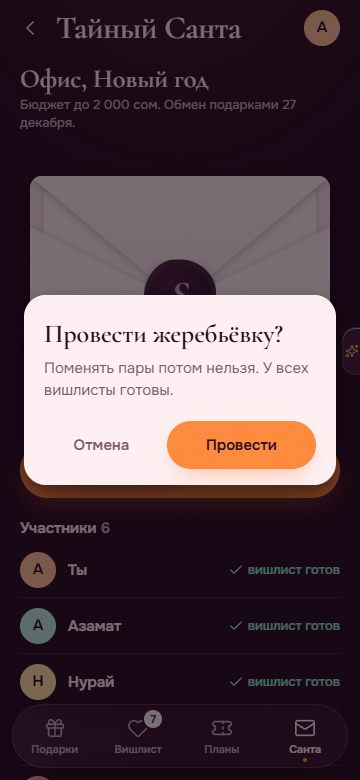 Тайный Санта
А
Офис, Новый год
Бюджет до 2 000 сом. Обмен подарками 27
декабря.
S
Провести жеребьёвку?
Поменять пары потом нельзя. У всех
вишлисты готовы.
Отмена
Провести
Участники 6
А
Ты
вишлист готов
А
Азамат
вишлист готов
Н
Нурай
вишлист готов
7
Подарки
Вишлист
Планы
Санта